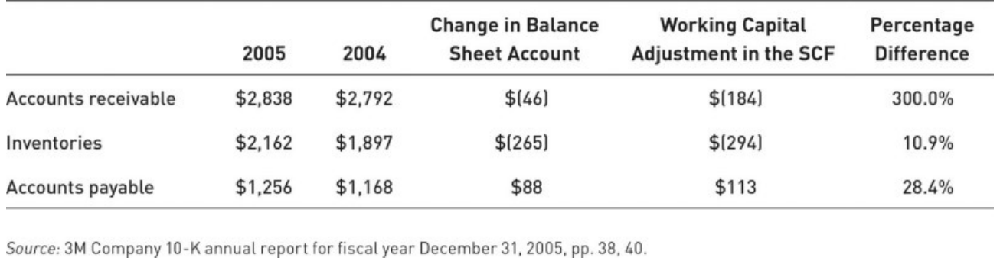 Change in Balance Working Capital Percentage
2005 2004 Sheet Account Adjustment in the SCF Difference
Accounts receivable $2,838 $2,792 $(46) $(184) 300.0%
Inventories $2,162 $1,897 $(265) $(294) 10.9%
Accounts payable $1,256 $1,168 $88 $113 28.4%
Source: 3M Company 10-K annual report for fiscal year December 31, 2005, pp. 38, 40.